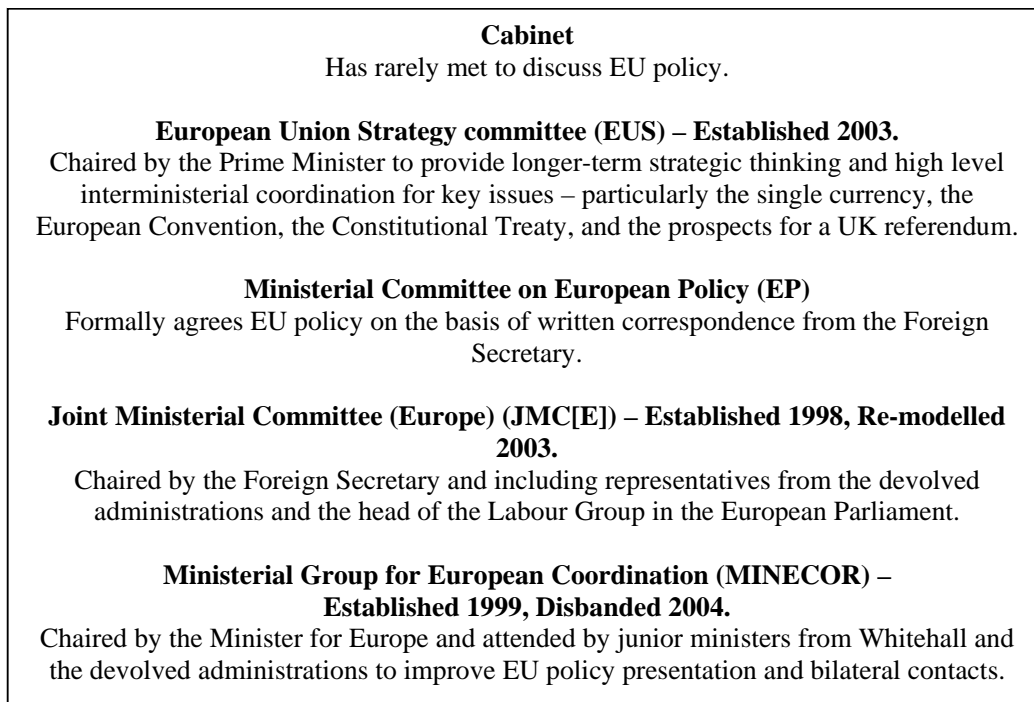 Cabinet
Has rarely met to discuss EU policy.
European Union Strategy committee (EUS) – Established 2003.
Chaired by the Prime Minister to provide longer-term strategic thinking and high level
interministerial coordination for key issues – particularly the single currency, the
European Convention, the Constitutional Treaty, and the prospects for a UK referendum.
Ministerial Committee on European Policy (EP)
Formally agrees EU policy on the basis of written correspondence from the Foreign
Secretary.
Joint Ministerial Committee (Europe) (JMC[E]) – Established 1998, Re-modelled
2003.
Chaired by the Foreign Secretary and including representatives from the devolved
administrations and the head of the Labour Group in the European Parliament.
Ministerial Group for European Coordination (MINECOR) –
Established 1999, Disbanded 2004.
Chaired by the Minister for Europe and attended by junior ministers from Whitehall and
the devolved administrations to improve EU policy presentation and bilateral contacts.